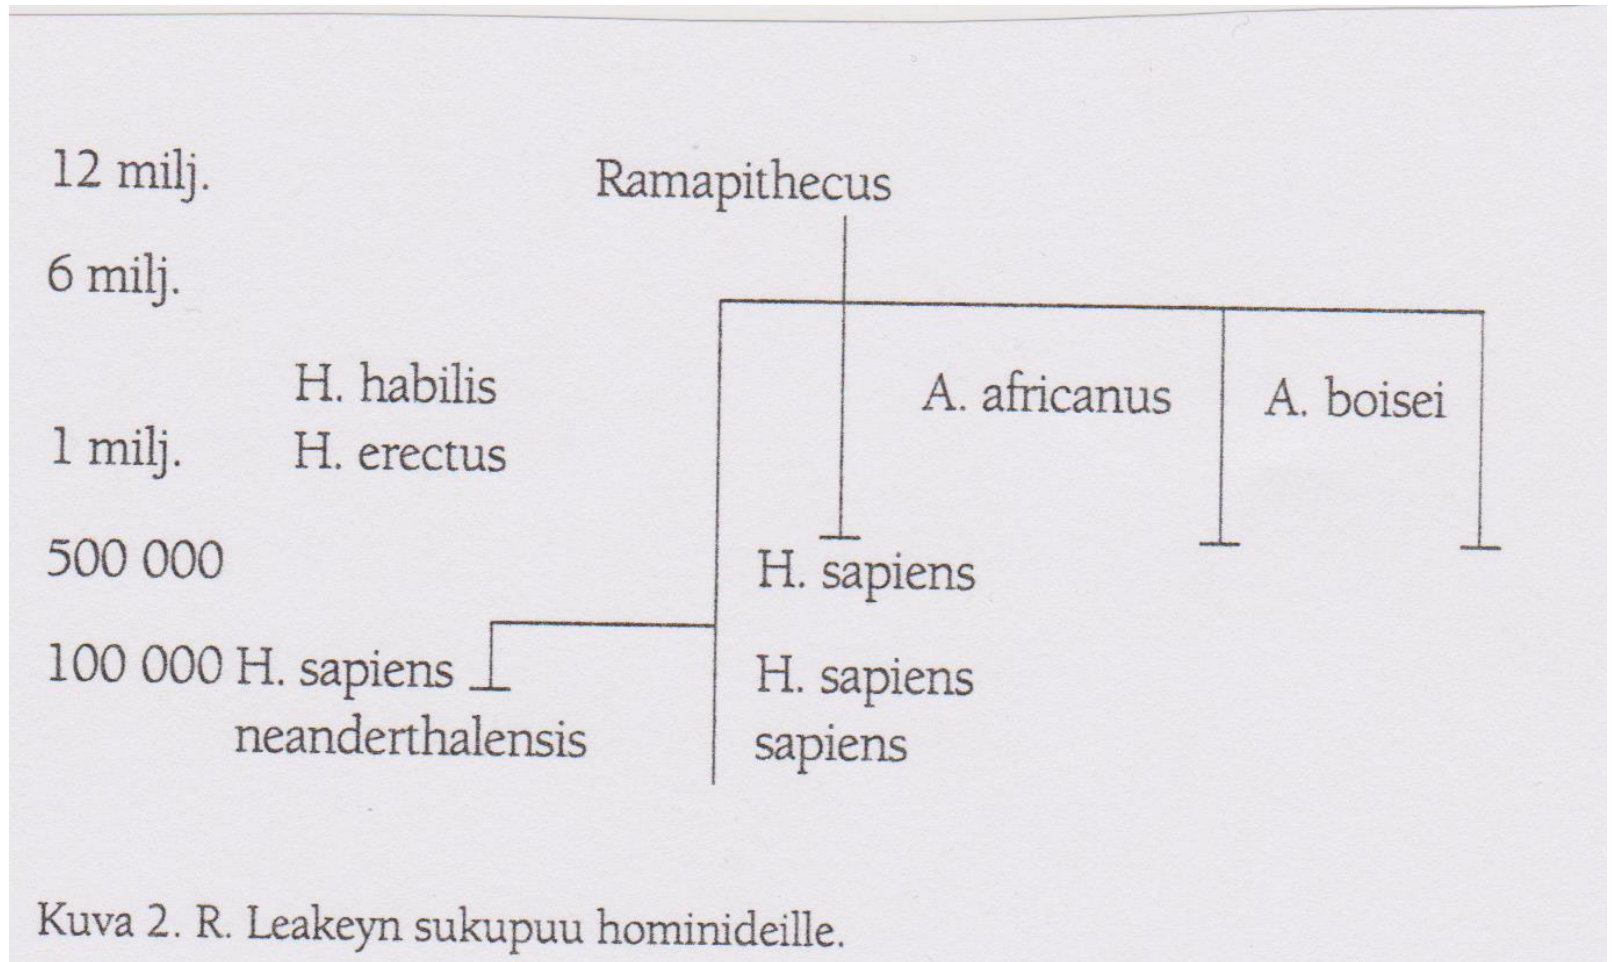 12 milj. Ramapithecus
6 milj.
H. habilis A. africanus A. boisei
1 milj. H. erectus
500 000 H. sapiens
100 000 H. sapiens H. sapiens
neanderthalensis sapiens
Kuva 2. R. Leakeyn sukupuu hominideille.